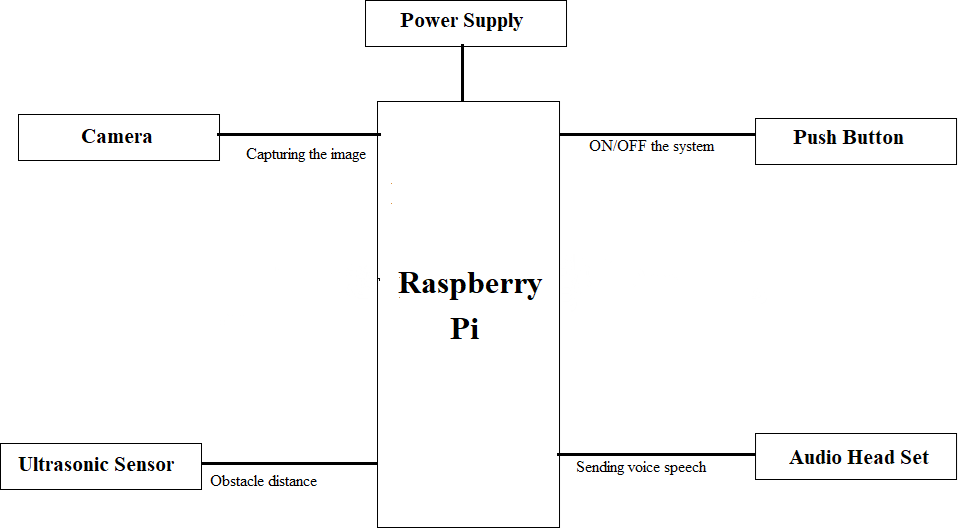 Power Supply
Camera
Capturing the image
ON/OFF the system
Push Button
Raspberry
Pi
Ultrasonic Sensor
Obstacle distance
Sending voice speech
Audio Head Set